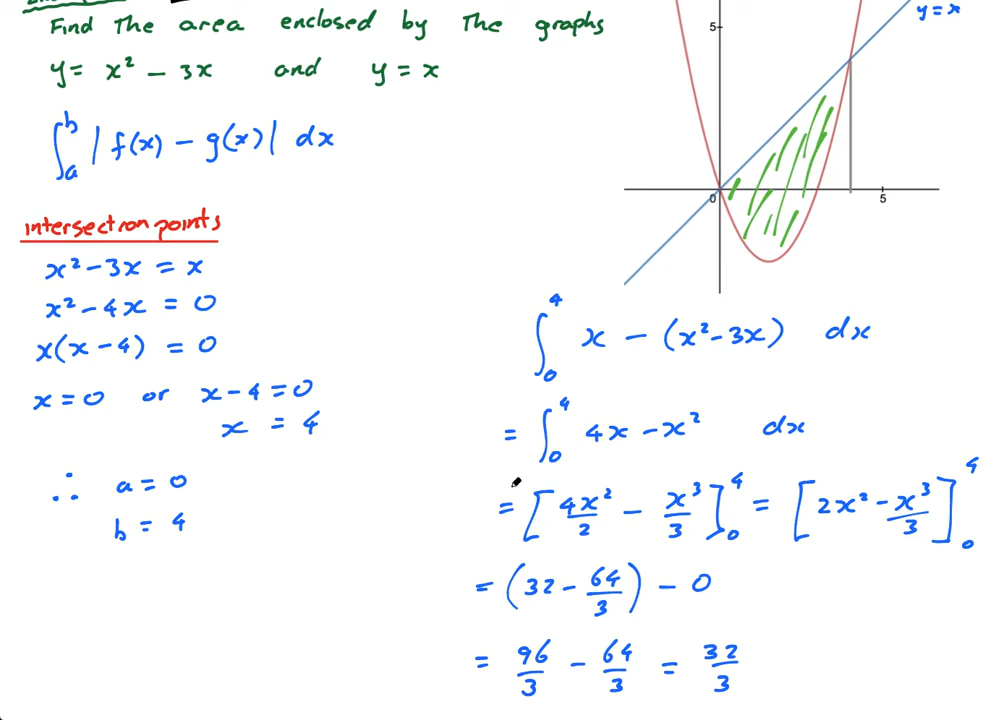 Find The area enclosed by The graphs
y = x² − 3x and y = x
∫ₐᵇ | f(x) − g(x) | dx
intersection points
x² − 3x = x
x² − 4x = 0
x(x − 4) = 0
x = 0 or x − 4 = 0
x = 4
∴ a = 0
b = 4
5
y = x
0
5
∫₀⁴ x − (x² − 3x) dx
= ∫₀⁴ 4x − x² dx
= [4x²/2 − x³/3]₀⁴ = [2x² − x³/3]₀⁴
= (32 − 64/3) − 0
= 96/3 − 64/3 = 32/3